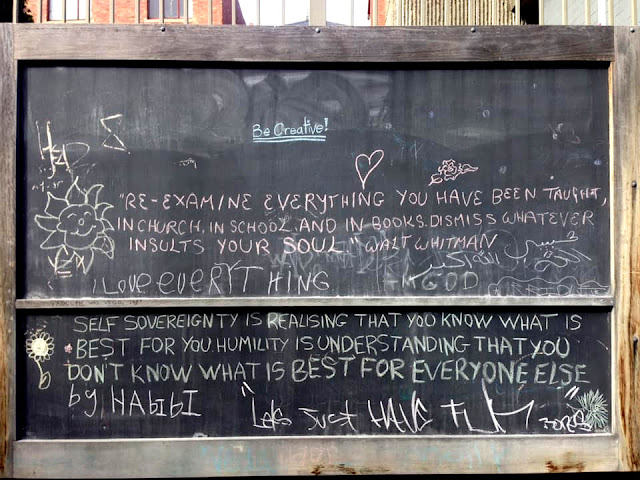 Be Creative!
"RE-EXAMINE EVERYTHING YOU HAVE BEEN TAUGHT,
IN CHURCH, IN SCHOOL, AND IN BOOKS. DISMISS WHATEVER
INSULTS YOUR SOUL" WALT WHITMAN
I LOVE EVERYTHING
GOD
SELF SOVEREIGNTY IS REALISING THAT YOU KNOW WHAT IS
BEST FOR YOU. HUMILITY IS UNDERSTANDING THAT YOU
DON'T KNOW WHAT IS BEST FOR EVERYONE ELSE
by HABIBI
"Lets Just HAVE FUN"